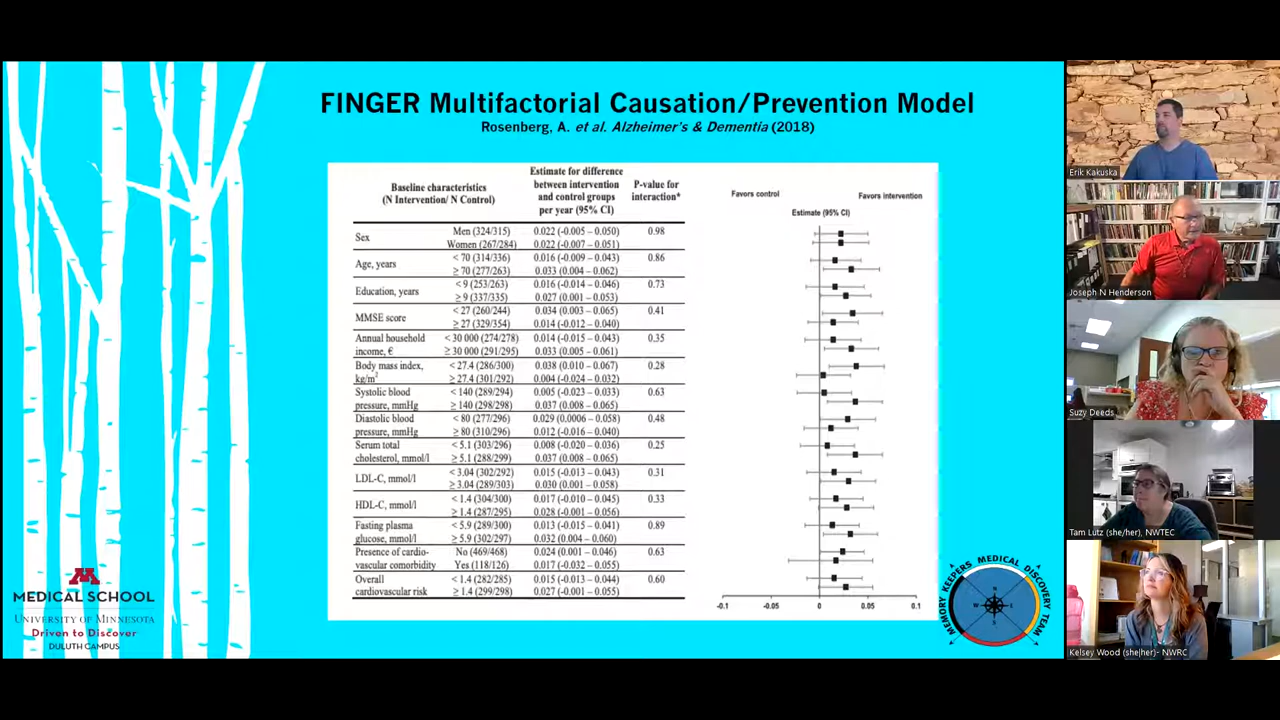 FINGER Multifactorial Causation/Prevention Model
Rosenberg, A. et al. Alzheimer's & Dementia (2018)
Baseline characteristics
(N Intervention/ N Control)
Estimate for difference
between intervention
and control groups
per year (95% CI)
P-value for
interaction*
Favors control
Favors intervention
Estimate (95% CI)
Sex
Men (324/315) 0.022 (-0.005 – 0.050) 0.98
Women (267/284) 0.022 (-0.007 – 0.051)
Age, years
< 70 (314/336) 0.016 (-0.009 – 0.043) 0.86
≥ 70 (277/263) 0.033 (0.004 – 0.062)
Education, years
< 9 (253/263) 0.016 (-0.014 – 0.046) 0.73
≥ 9 (337/335) 0.027 (0.001 – 0.053)
MMSE score
< 27 (260/244) 0.034 (0.003 – 0.065) 0.41
≥ 27 (329/354) 0.014 (-0.012 – 0.040)
Annual household < 30 000 (274/278) 0.014 (-0.015 – 0.043) 0.35
income, € ≥ 30 000 (291/295) 0.033 (0.005 – 0.061)
Body mass index, < 27.4 (286/300) 0.038 (0.010 – 0.067) 0.28
kg/m² ≥ 27.4 (301/292) 0.004 (-0.024 – 0.032)
Systolic blood < 140 (289/294) 0.005 (-0.023 – 0.033) 0.63
pressure, mmHg ≥ 140 (298/298) 0.037 (0.008 – 0.065)
Diastolic blood < 80 (277/296) 0.029 (0.0006 – 0.058) 0.48
pressure, mmHg ≥ 80 (310/296) 0.012 (-0.016 – 0.040)
Serum total < 5.1 (303/296) 0.008 (-0.020 – 0.036) 0.25
cholesterol, mmol/l ≥ 5.1 (288/299) 0.037 (0.008 – 0.065)
LDL-C, mmol/l
< 3.04 (302/292) 0.015 (-0.013 – 0.043) 0.31
≥ 3.04 (289/303) 0.030 (0.001 – 0.058)
HDL-C, mmol/l
< 1.4 (304/300) 0.017 (-0.010 – 0.045) 0.33
≥ 1.4 (287/295) 0.028 (-0.001 – 0.056)
Fasting plasma < 5.9 (289/300) 0.013 (-0.015 – 0.041) 0.89
glucose, mmol/l ≥ 5.9 (302/297) 0.032 (0.004 – 0.060)
Presence of cardio- No (469/468) 0.024 (0.001 – 0.046) 0.63
vascular comorbidity Yes (118/126) 0.017 (-0.032 – 0.055)
Overall < 1.4 (282/285) 0.015 (-0.013 – 0.044) 0.60
cardiovascular risk ≥ 1.4 (299/298) 0.027 (-0.001 – 0.055)
-0.1 -0.05 0 0.05 0.1
M
MEDICAL SCHOOL
UNIVERSITY OF MINNESOTA
Driven to Discover
DULUTH CAMPUS
MEMORY KEEPERS MEDICAL DISCOVERY TEAM
N
W E
S
Erik Kakuska
Joseph N Henderson
Suzy Deeds
Tam Lutz (she/her), NWTEC
Kelsey Wood (she|her)- NWRC